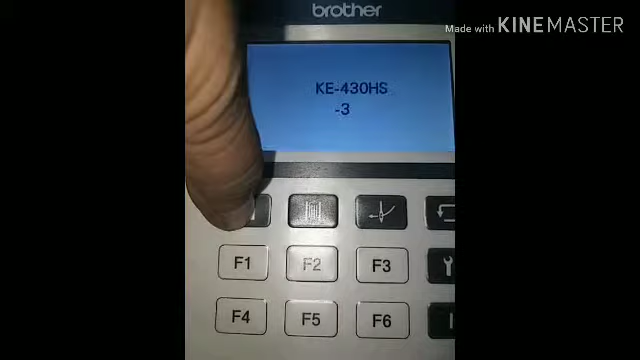 brother
Made with KINEMASTER
KE-430HS
-3
F1 F2 F3
F4 F5 F6